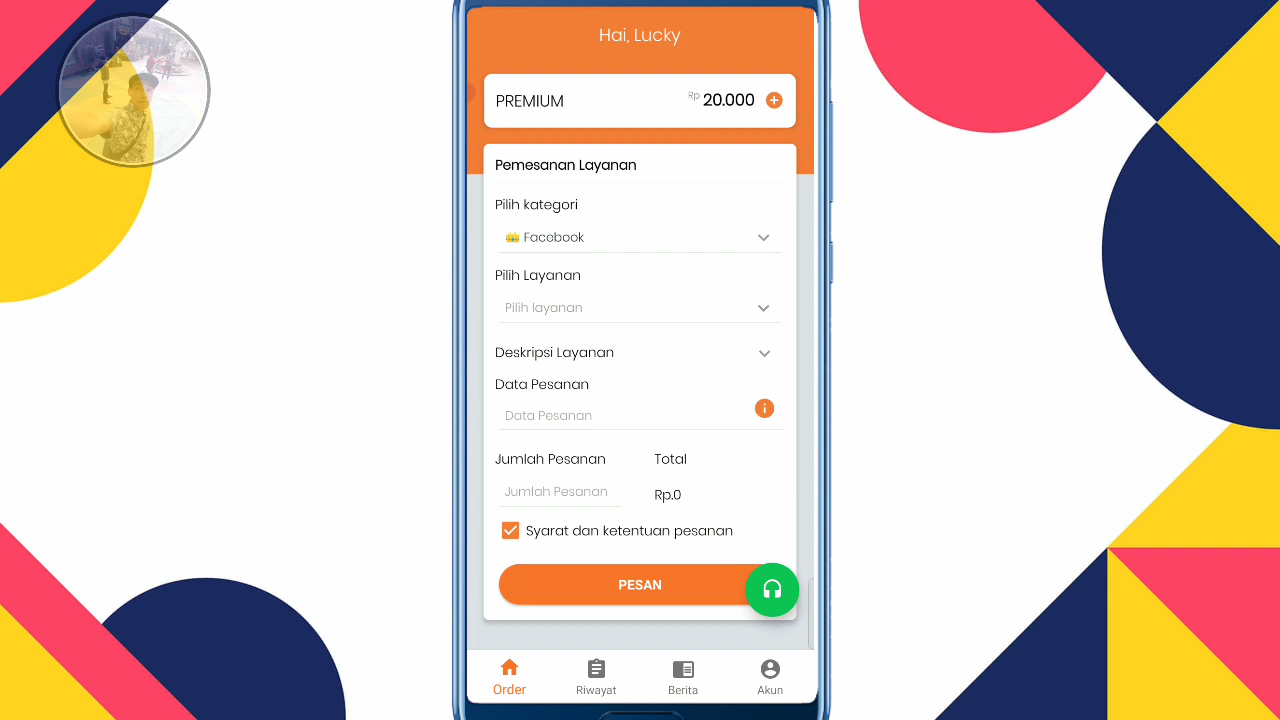 Hai, Lucky
PREMIUM
Rp 20.000
Pemesanan Layanan
Pilih kategori
Facebook
Pilih Layanan
Pilih layanan
Deskripsi Layanan
Data Pesanan
Data Pesanan
Jumlah Pesanan Total
Jumlah Pesanan Rp.0
Syarat dan ketentuan pesanan
PESAN
Order Riwayat Berita Akun